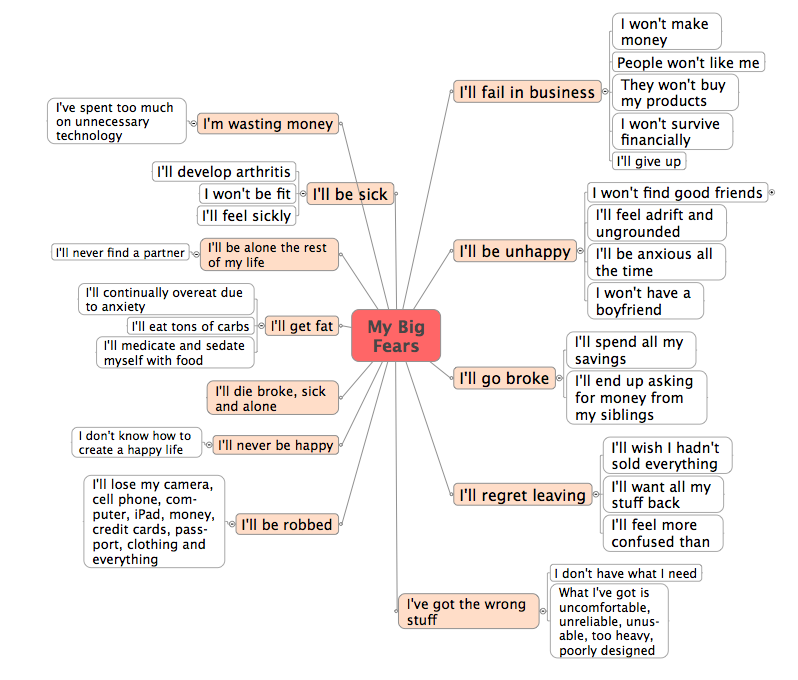 My Big
Fears
I'll fail in business
I won't make
money
People won't like me
They won't buy
my products
I won't survive
financially
I'll give up
I'll be unhappy
I won't find good friends
I'll feel adrift and
ungrounded
I'll be anxious all
the time
I won't have a
boyfriend
I'll go broke
I'll spend all my
savings
I'll end up asking
for money from
my siblings
I'll regret leaving
I'll wish I hadn't
sold everything
I'll want all my
stuff back
I'll feel more
confused than
I've got the wrong
stuff
I don't have what I need
What I've got is
uncomfortable,
unreliable, unus-
able, too heavy,
poorly designed
I'm wasting money
I've spent too much
on unnecessary
technology
I'll be sick
I'll develop arthritis
I won't be fit
I'll feel sickly
I'll be alone the rest
of my life
I'll never find a partner
I'll get fat
I'll continually overeat due
to anxiety
I'll eat tons of carbs
I'll medicate and sedate
myself with food
I'll die broke, sick
and alone
I'll never be happy
I don't know how to
create a happy life
I'll be robbed
I'll lose my camera,
cell phone, com-
puter, iPad, money,
credit cards, pass-
port, clothing and
everything